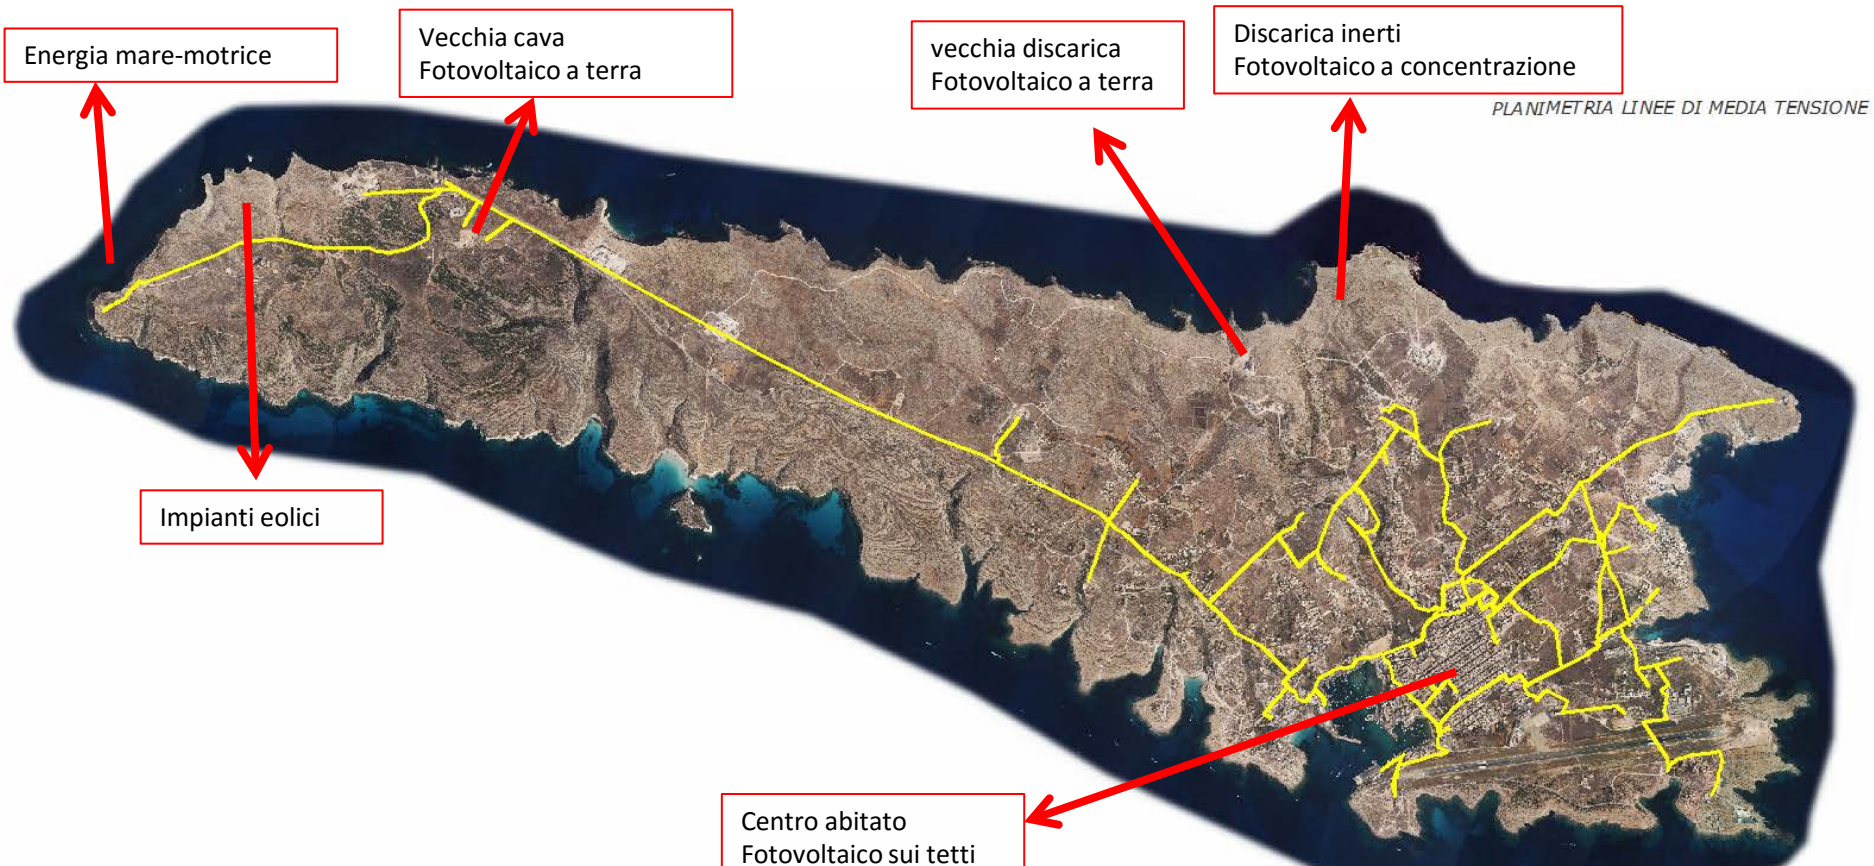 Energia mare-motrice
Vecchia cava
Fotovoltaico a terra
vecchia discarica
Fotovoltaico a terra
Discarica inerti
Fotovoltaico a concentrazione
PLANIMETRIA LINEE DI MEDIA TENSIONE
Impianti eolici
Centro abitato
Fotovoltaico sui tetti